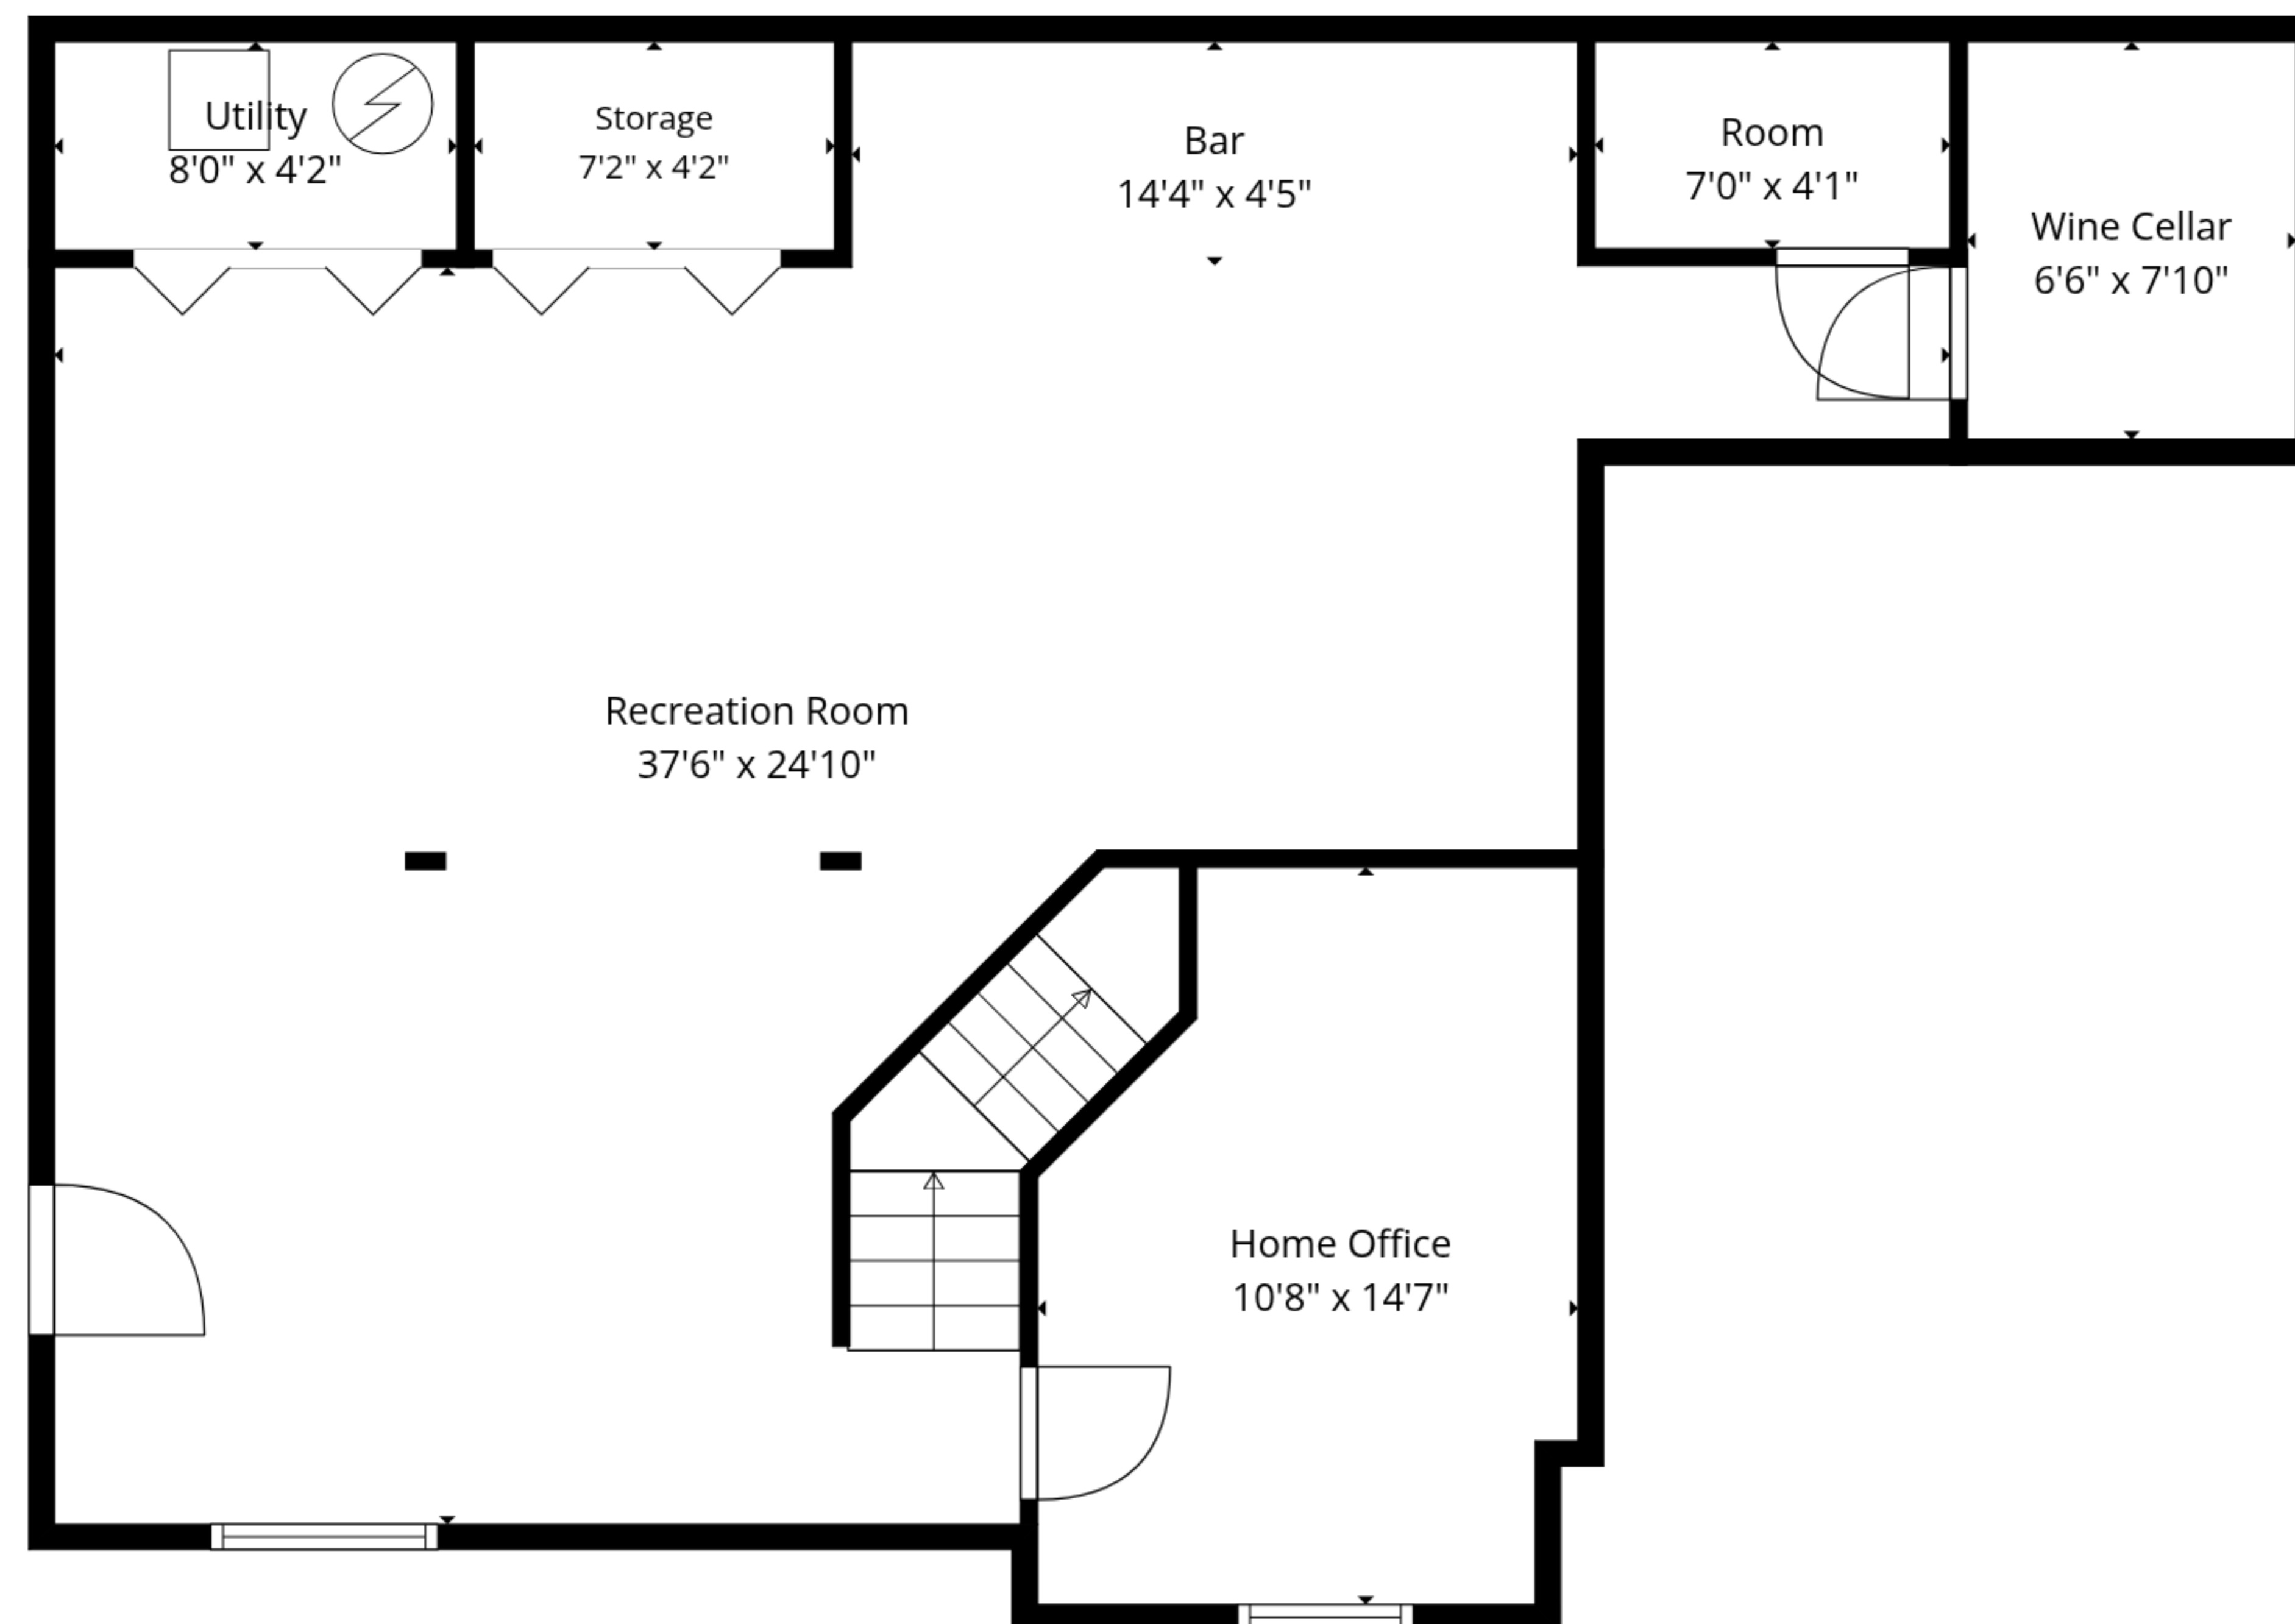 Utility
8'0" x 4'2"
Storage
7'2" x 4'2"
Bar
14'4" x 4'5"
Room
7'0" x 4'1"
Wine Cellar
6'6" x 7'10"
Recreation Room
37'6" x 24'10"
Home Office
10'8" x 14'7"